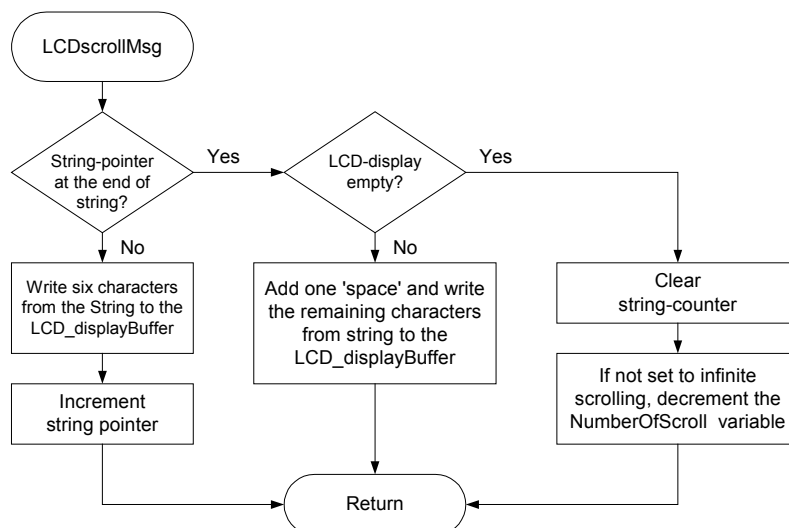 LCDscrollMsg
String-pointer
at the end of
string?
Yes
LCD-display
empty?
Yes
No
No
Write six characters
from the String to the
LCD_displayBuffer
Add one 'space' and write
the remaining characters
from string to the
LCD_displayBuffer
Clear
string-counter
Increment
string pointer
If not set to infinite
scrolling, decrement the
NumberOfScroll variable
Return